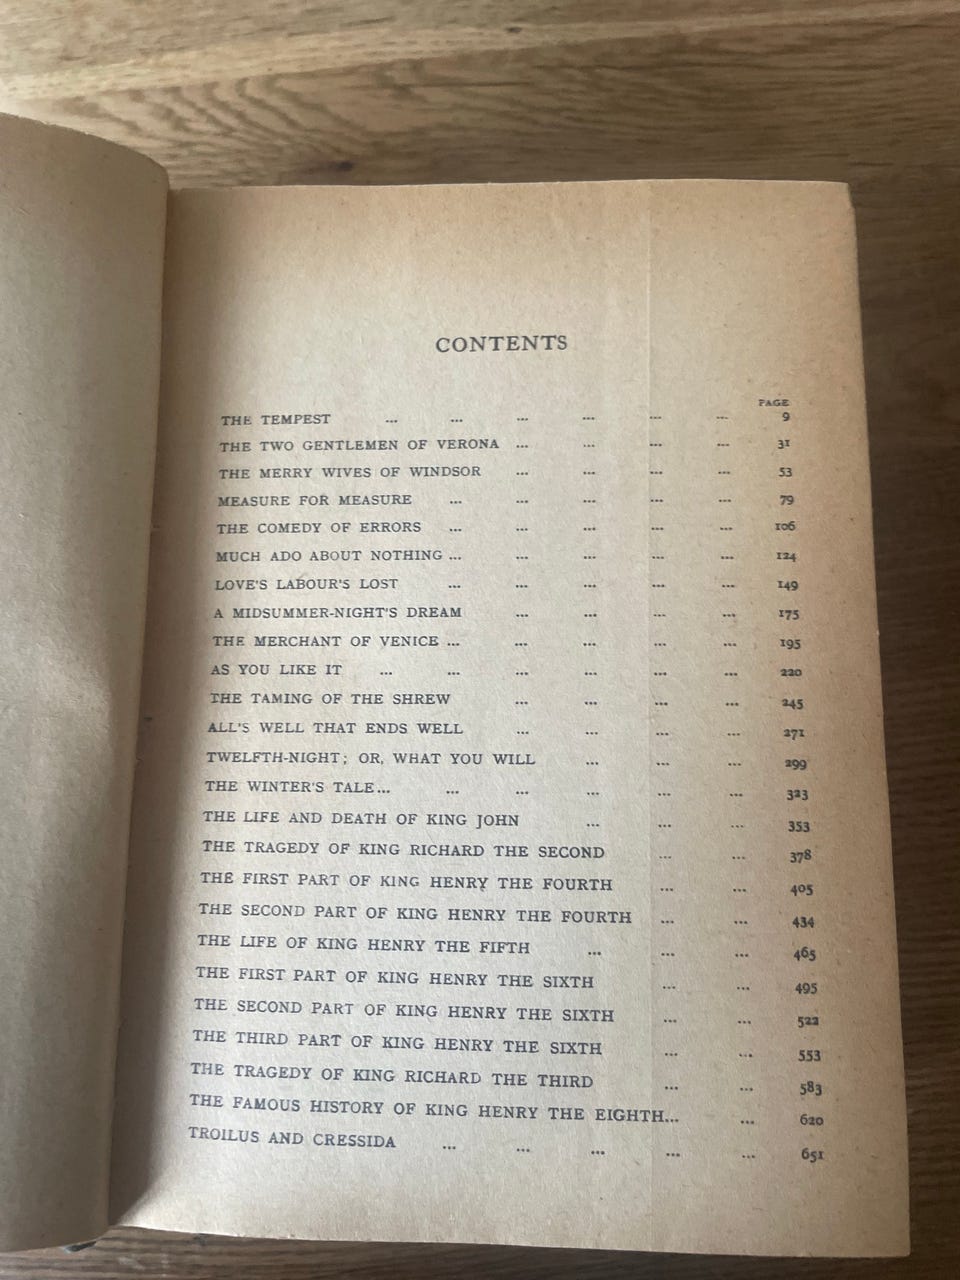 CONTENTS
PAGE
THE TEMPEST ... ... ... ... ... ... 9
THE TWO GENTLEMEN OF VERONA ... ... ... ... 31
THE MERRY WIVES OF WINDSOR ... ... ... ... 53
MEASURE FOR MEASURE ... ... ... ... ... 79
THE COMEDY OF ERRORS ... ... ... ... ... 106
MUCH ADO ABOUT NOTHING ... ... ... ... ... 124
LOVE'S LABOUR'S LOST ... ... ... ... ... 149
A MIDSUMMER-NIGHT'S DREAM ... ... ... ... 175
THE MERCHANT OF VENICE ... ... ... ... ... 195
AS YOU LIKE IT ... ... ... ... ... ... 220
THE TAMING OF THE SHREW ... ... ... ... 245
ALL'S WELL THAT ENDS WELL ... ... ... ... 271
TWELFTH-NIGHT; OR, WHAT YOU WILL ... ... ... 299
THE WINTER'S TALE... ... ... ... ... ... 323
THE LIFE AND DEATH OF KING JOHN ... ... ... 353
THE TRAGEDY OF KING RICHARD THE SECOND ... ... 378
THE FIRST PART OF KING HENRY THE FOURTH ... ... 405
THE SECOND PART OF KING HENRY THE FOURTH ... ... 434
THE LIFE OF KING HENRY THE FIFTH ... ... ... 465
THE FIRST PART OF KING HENRY THE SIXTH ... ... 495
THE SECOND PART OF KING HENRY THE SIXTH ... ... 522
THE THIRD PART OF KING HENRY THE SIXTH ... ... 553
THE TRAGEDY OF KING RICHARD THE THIRD ... ... 583
THE FAMOUS HISTORY OF KING HENRY THE EIGHTH... ... 620
TROILUS AND CRESSIDA ... ... ... ... ... 651